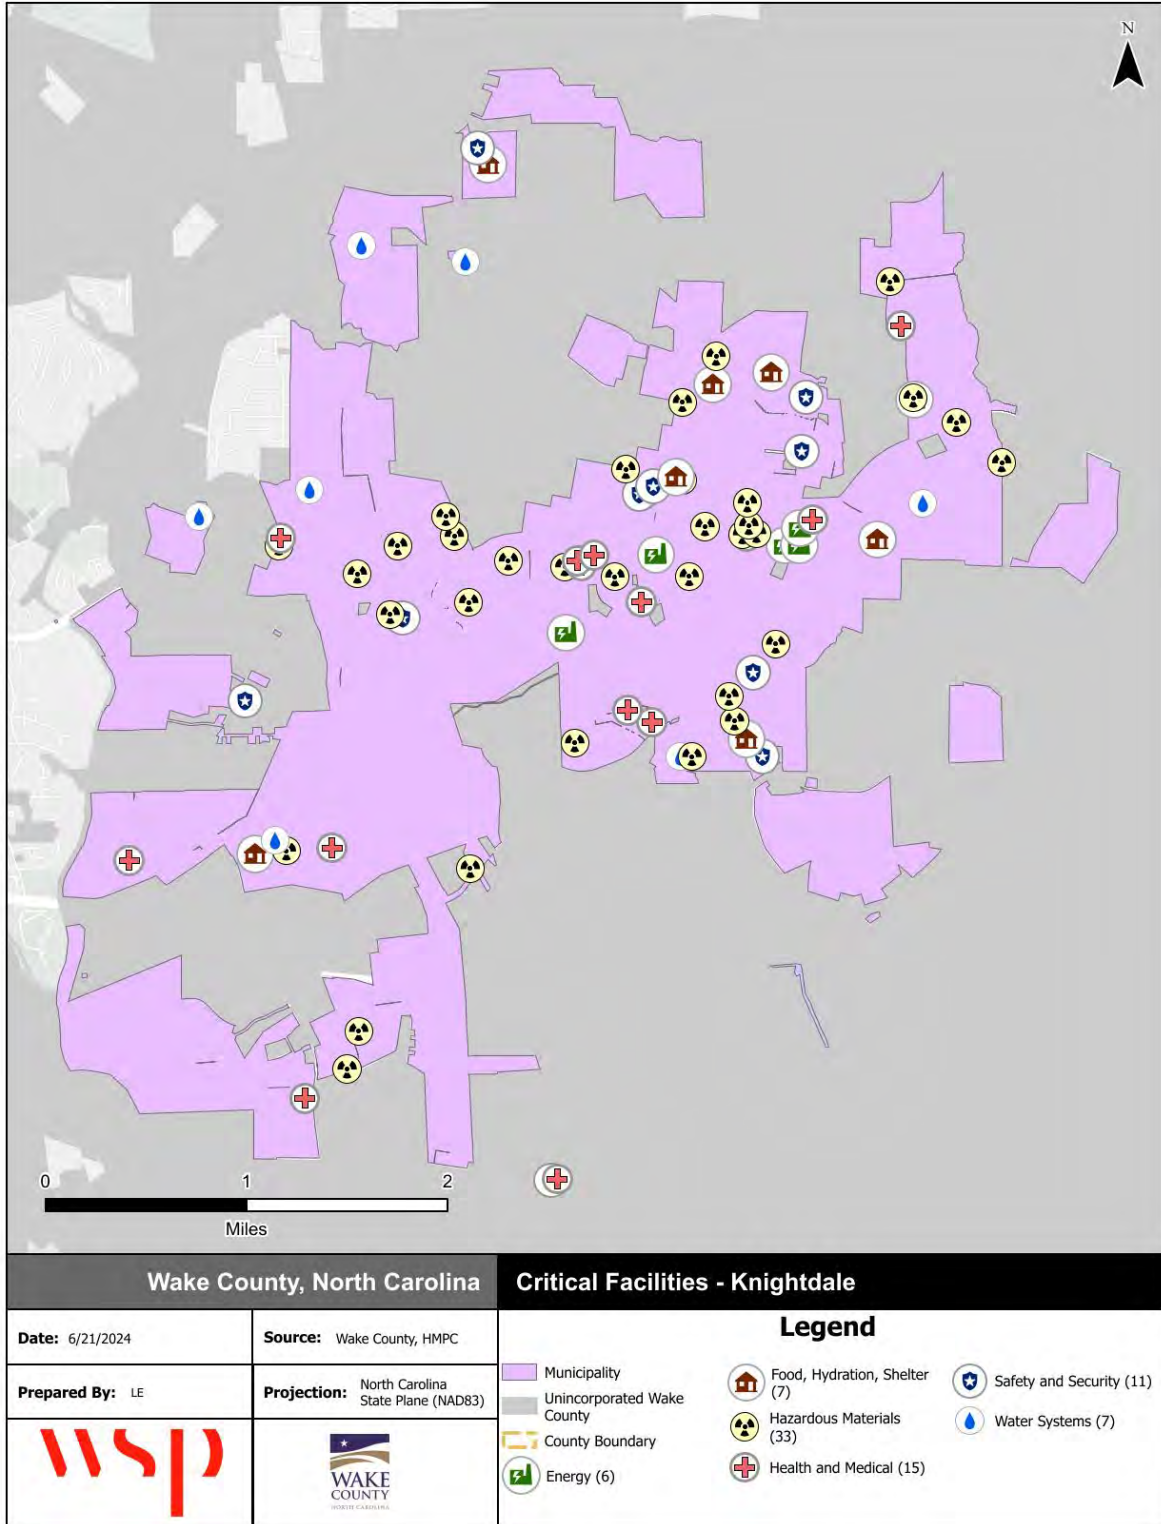 N
0 1 2
Miles
Wake County, North Carolina
Critical Facilities - Knightdale
Date: 6/21/2024
Source: Wake County, HMPC
Prepared By: LE
Projection: North Carolina
State Plane (NAD83)
wsp
WAKE
COUNTY
NORTH CAROLINA
Legend
Municipality
Unincorporated Wake
County
County Boundary
Energy (6)
Food, Hydration, Shelter
(7)
Hazardous Materials
(33)
Health and Medical (15)
Safety and Security (11)
Water Systems (7)